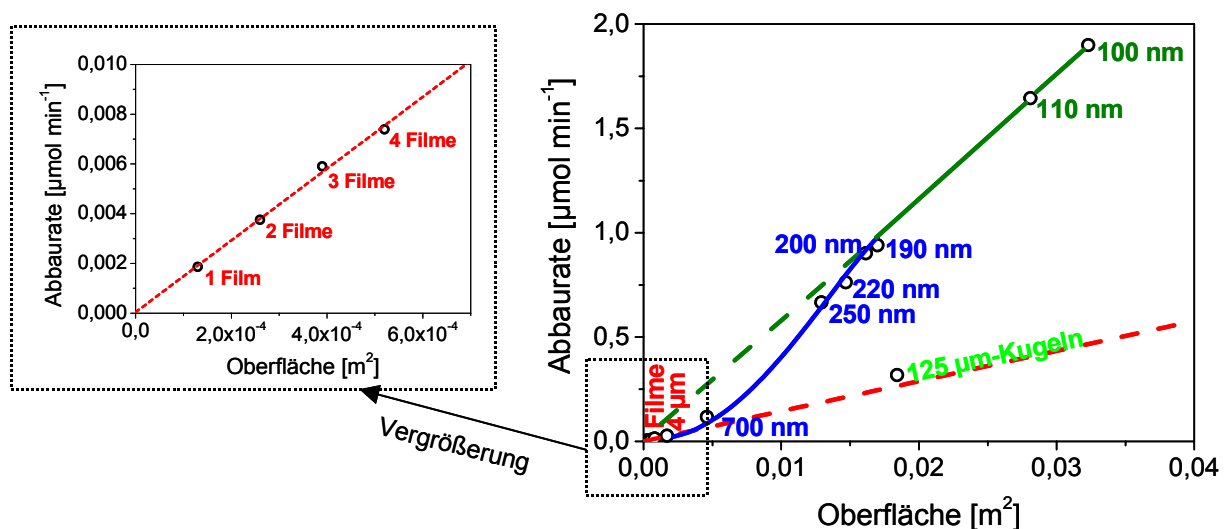 0,010
0,008
0,006
0,004
0,002
0,000
Abbaurate [µmol min⁻¹]
4 Filme
3 Filme
2 Filme
1 Film
0,0
2,0x10⁻⁴
4,0x10⁻⁴
6,0x10⁻⁴
Oberfläche [m²]
Vergrößerung
2,0
1,5
1,0
0,5
0,0
Abbaurate [µmol min⁻¹]
100 nm
110 nm
200 nm
190 nm
220 nm
250 nm
125 µm-Kugeln
Filme
4 µm
700 nm
0,00
0,01
0,02
0,03
0,04
Oberfläche [m²]